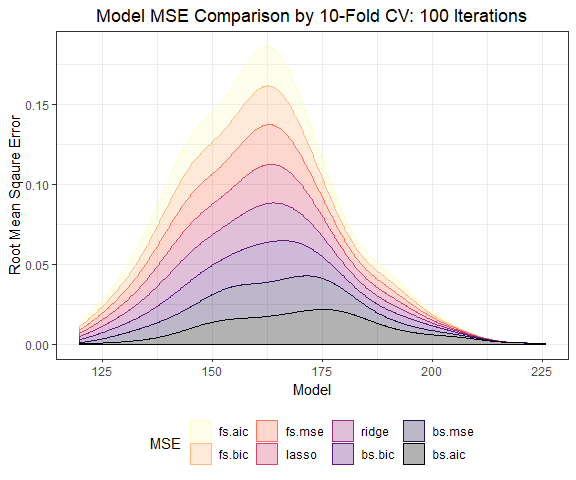 Model MSE Comparison by 10-Fold CV: 100 Iterations
Root Mean Sqaure Error
0.15
0.10
0.05
0.00
125 150 175 200 225
Model
MSE
fs.aic fs.mse ridge bs.mse
fs.bic lasso bs.bic bs.aic